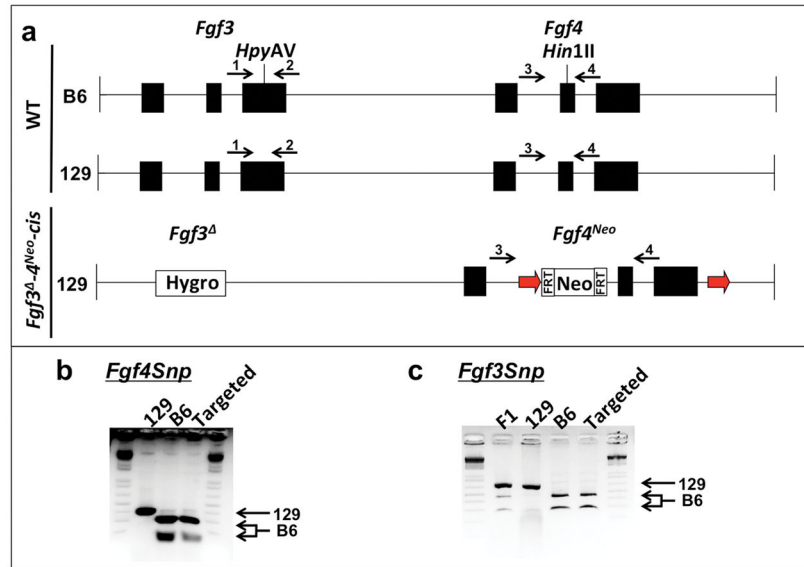 a
Fgf3 Fgf4
HpyAV Hin1II
1 2 3 4
WT
B6
1 2 3 4
129
Fgf3Δ-4Neo-cis
Fgf3Δ Fgf4Neo
3 4
129
Hygro FRT Neo FRT
b Fgf4Snp
129 B6 Targeted
129
B6
c Fgf3Snp
F1 129 B6 Targeted
129
B6